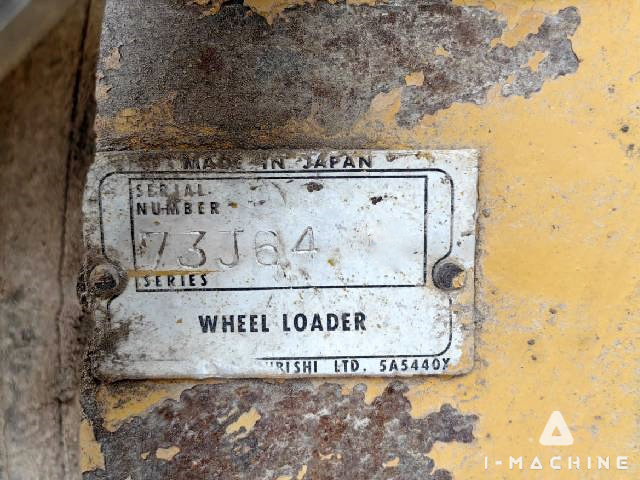 MADE IN JAPAN
SERIAL
NUMBER
73J64
SERIES
WHEEL LOADER
LTD. 5A5440X
I-MACHINE